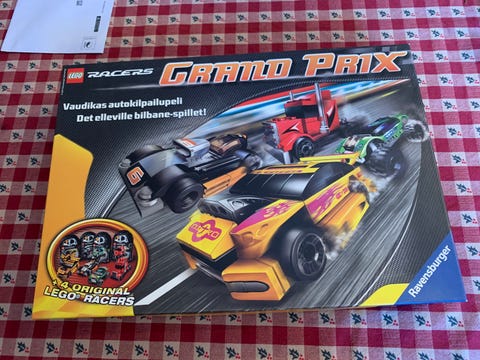 LEGO RACERS GRAND PRIX
Vaudikas autokilpailupeli
Det elleville bilbane-spillet!
6
+ 4 ORIGINAL
LEGO RACERS
Ravensburger